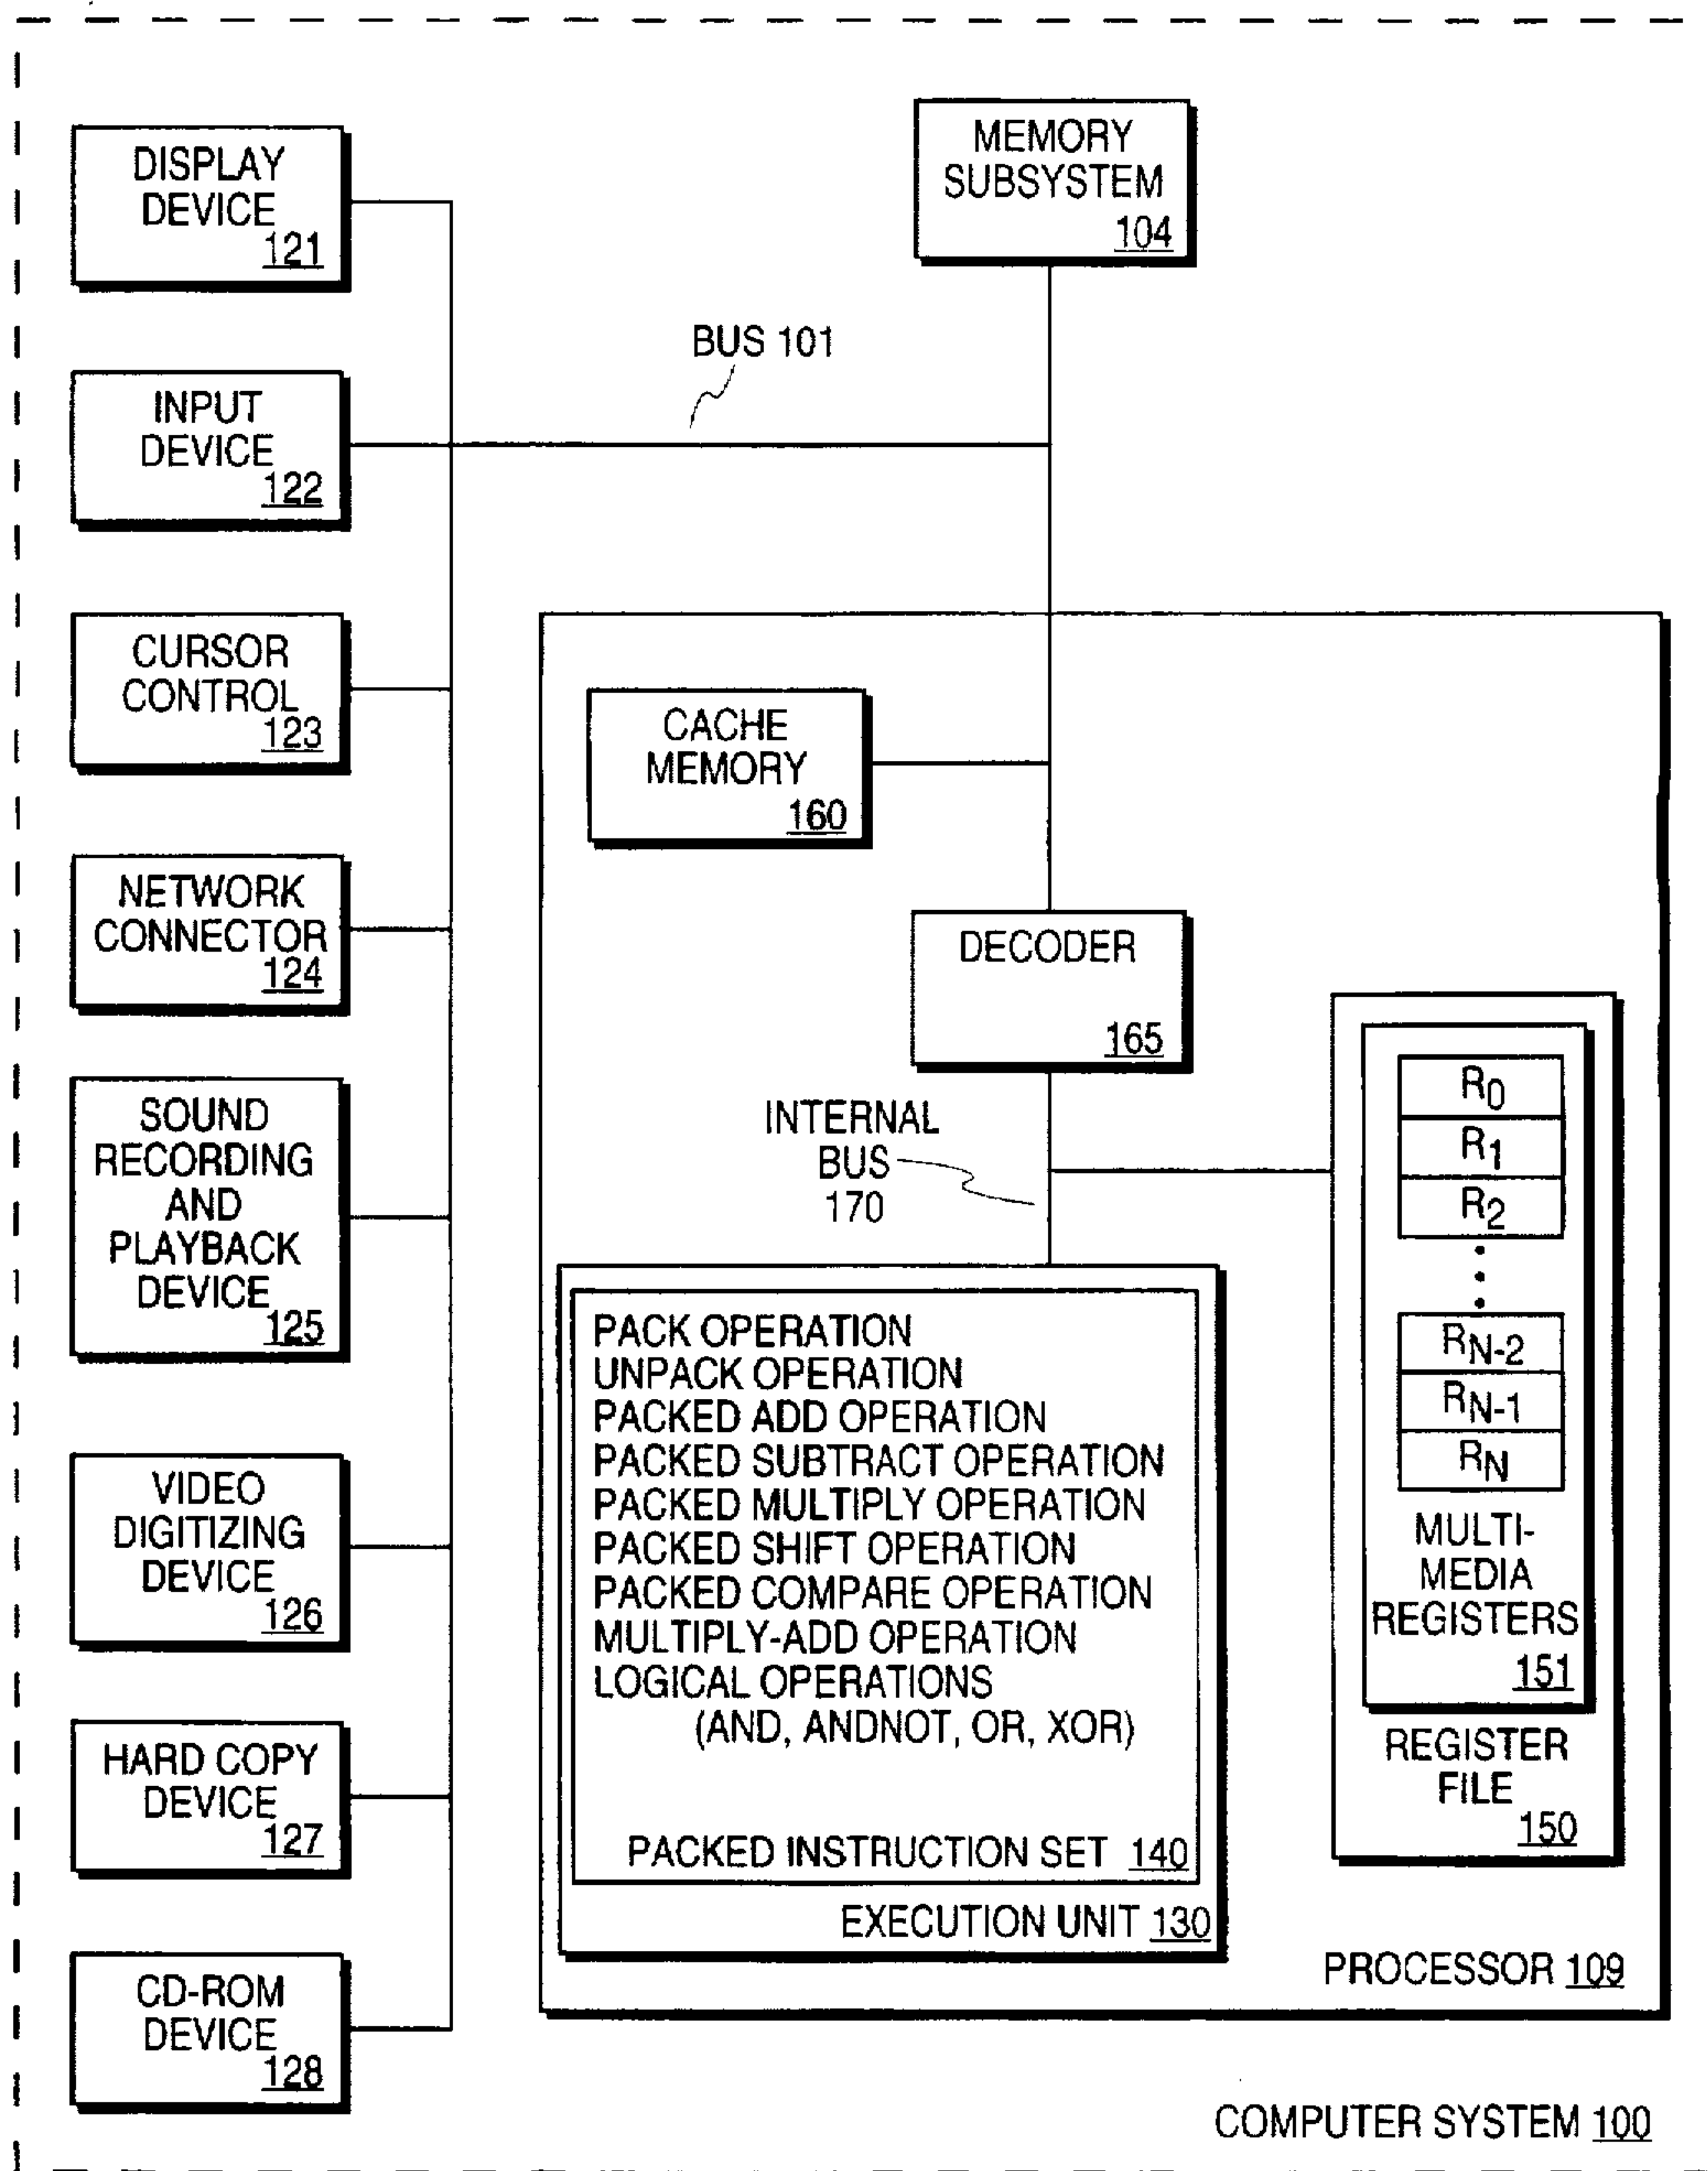 DISPLAY
DEVICE
121
INPUT
DEVICE
122
CURSOR
CONTROL
123
NETWORK
CONNECTOR
124
SOUND
RECORDING
AND
PLAYBACK
DEVICE
125
VIDEO
DIGITIZING
DEVICE
126
HARD COPY
DEVICE
127
CD-ROM
DEVICE
128
BUS 101
MEMORY
SUBSYSTEM
104
CACHE
MEMORY
160
DECODER
165
INTERNAL
BUS
170
PACK OPERATION
UNPACK OPERATION
PACKED ADD OPERATION
PACKED SUBTRACT OPERATION
PACKED MULTIPLY OPERATION
PACKED SHIFT OPERATION
PACKED COMPARE OPERATION
MULTIPLY-ADD OPERATION
LOGICAL OPERATIONS
(AND, ANDNOT, OR, XOR)
PACKED INSTRUCTION SET 140
EXECUTION UNIT 130
R0
R1
R2
RN-2
RN-1
RN
MULTI-
MEDIA
REGISTERS
151
REGISTER
FILE
150
PROCESSOR 109
COMPUTER SYSTEM 100